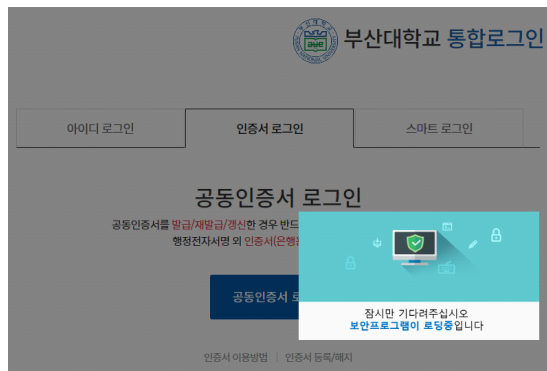 부산대학교 통합로그인
아이디 로그인
인증서 로그인
스마트 로그인
공동인증서 로그인
공동인증서를 발급/재발급/갱신한 경우 반드
행정전자서명 외 인증서(은행
공동인증서 로
잠시만 기다려주십시오
보안프로그램이 로딩중입니다
인증서 이용방법 | 인증서 등록/해지